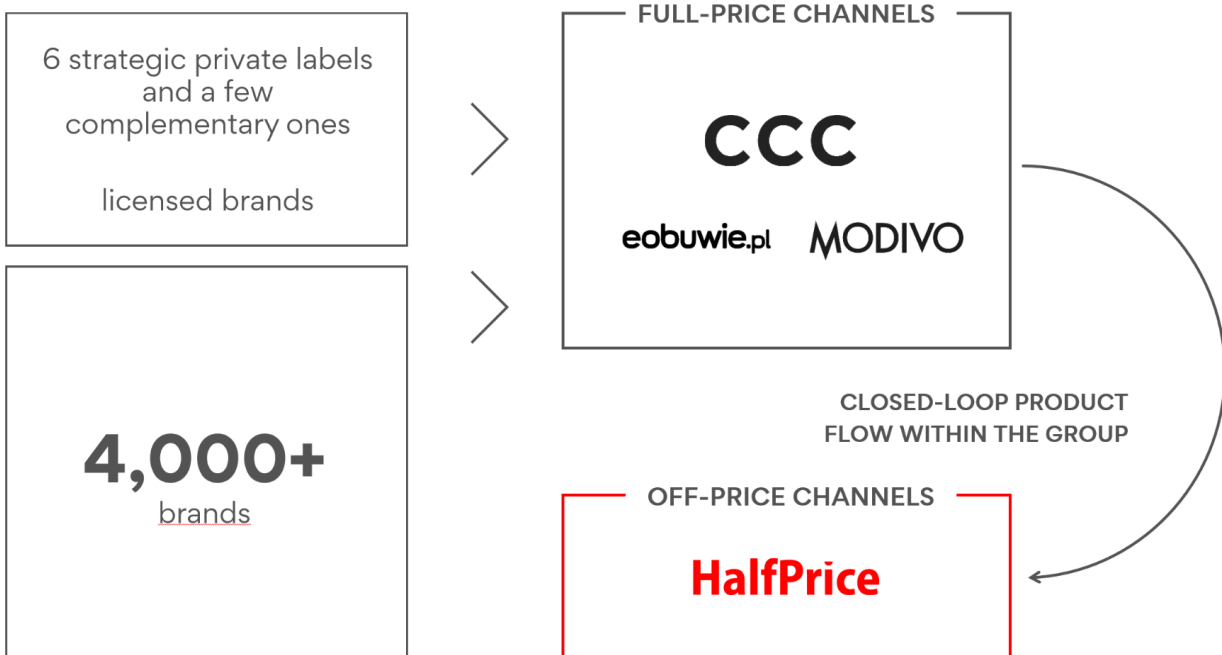 6 strategic private labels
and a few
complementary ones
licensed brands
4,000+
brands
FULL-PRICE CHANNELS
CCC
eobuwie.pl MODIVO
CLOSED-LOOP PRODUCT
FLOW WITHIN THE GROUP
OFF-PRICE CHANNELS
HalfPrice